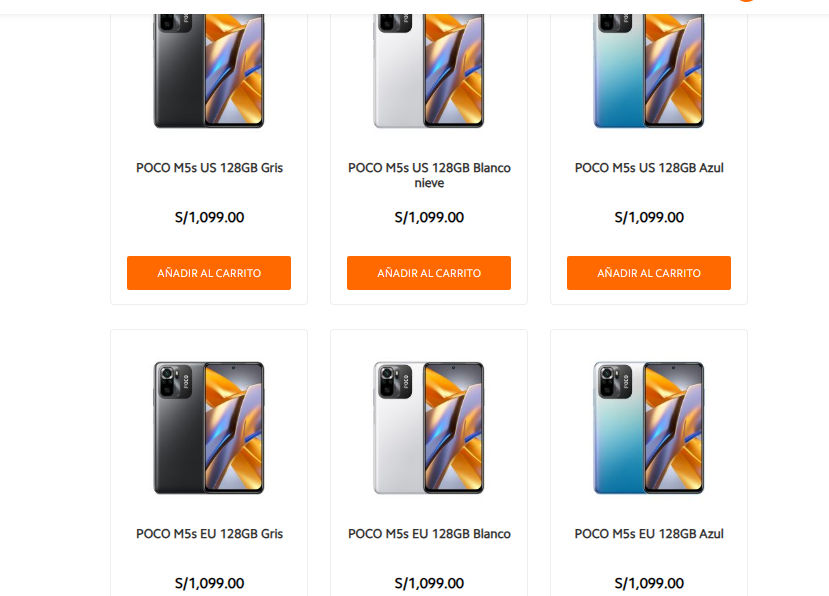 POCO M5s US 128GB Gris
S/1,099.00
AÑADIR AL CARRITO
POCO M5s US 128GB Blanco
nieve
S/1,099.00
AÑADIR AL CARRITO
POCO M5s US 128GB Azul
S/1,099.00
AÑADIR AL CARRITO
POCO
POCO M5s EU 128GB Gris
S/1,099.00
POCO
POCO M5s EU 128GB Blanco
S/1,099.00
POCO
POCO M5s EU 128GB Azul
S/1,099.00